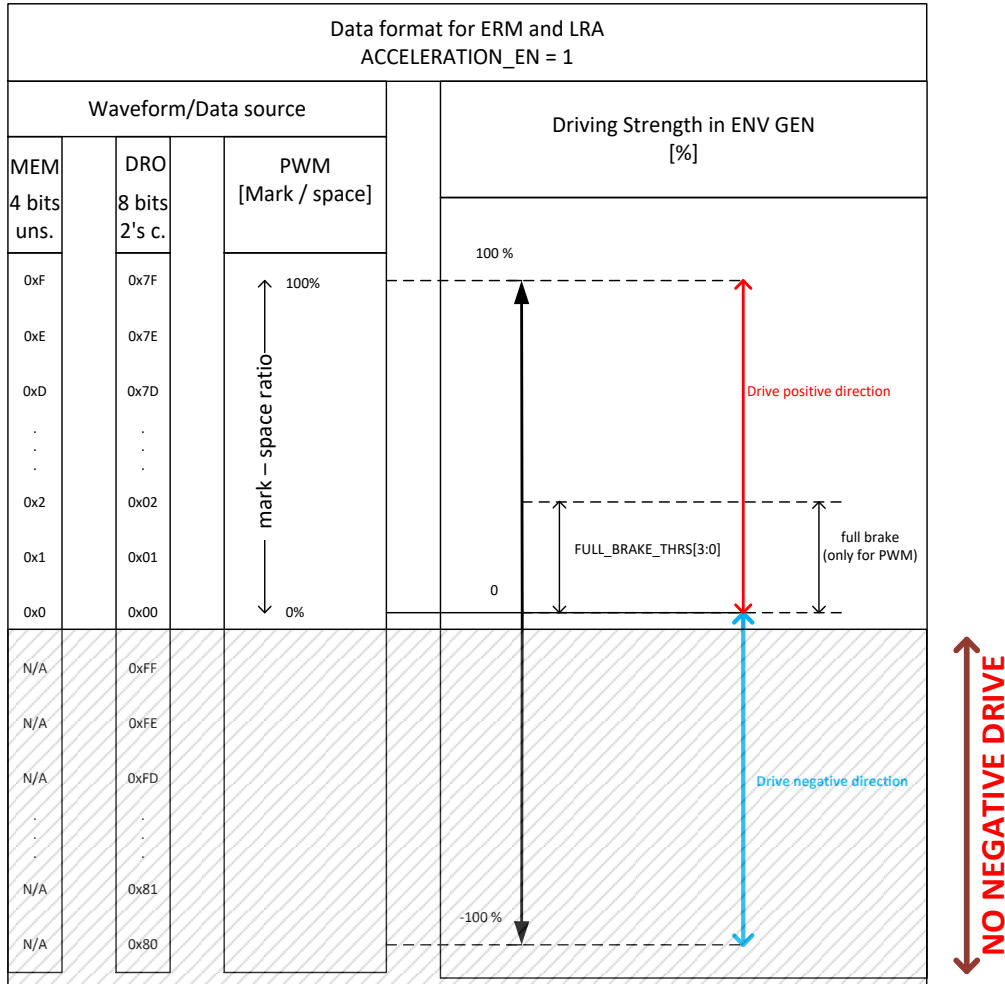 Data format for ERM and LRA
ACCELERATION_EN = 1
Waveform/Data source
Driving Strength in ENV GEN
[%]
MEM
4 bits
uns.
DRO
8 bits
2's c.
PWM
[Mark / space]
100 %
0xF
0x7F
100%
0xE
0x7E
0xD
0x7D
Drive positive direction
.
.
.
.
.
.
mark – space ratio
0x2
0x02
0x1
0x01
FULL_BRAKE_THRS[3:0]
full brake
(only for PWM)
0
0x0
0x00
0%
N/A
0xFF
N/A
0xFE
N/A
0xFD
Drive negative direction
.
.
.
.
.
.
N/A
0x81
-100 %
N/A
0x80
NO NEGATIVE DRIVE